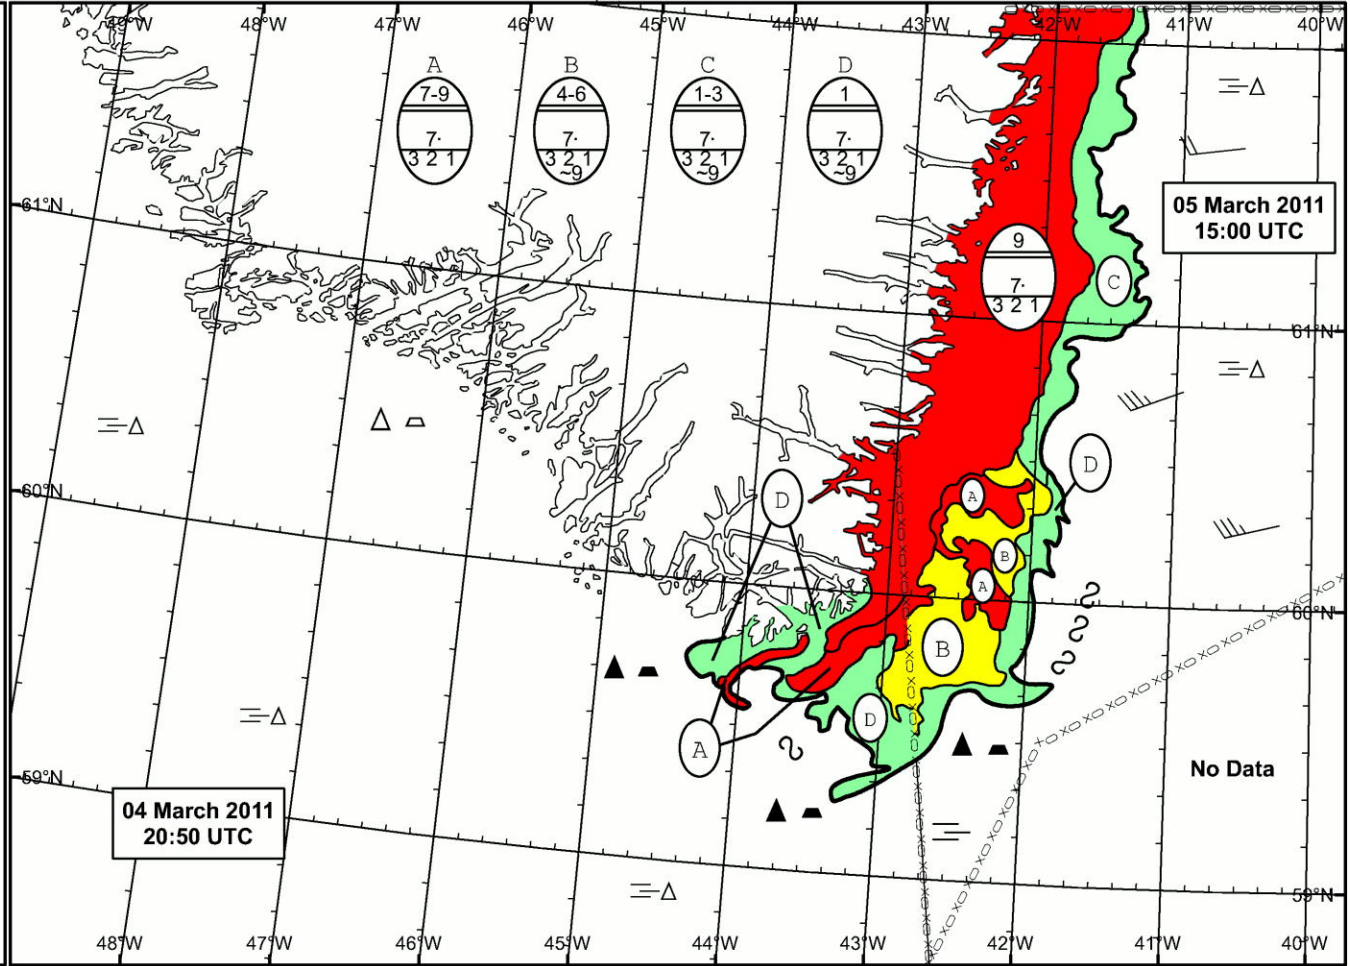 49°W 48°W 47°W 46°W 45°W 44°W 43°W 42°W 41°W 40°W
A B C D
7-9 4-6 1-3 1
7· 7· 7· 7·
3 2 1 3 2 1 3 2 1 3 2 1
~9 ~9 ~9
61°N
05 March 2011
15:00 UTC
9
7·
3 2 1
C
61°N
D
60°N
D
A
B
A
60°N
B
D
A
No Data
59°N
04 March 2011
20:50 UTC
59°N
48°W 47°W 46°W 45°W 44°W 43°W 42°W 41°W 40°W